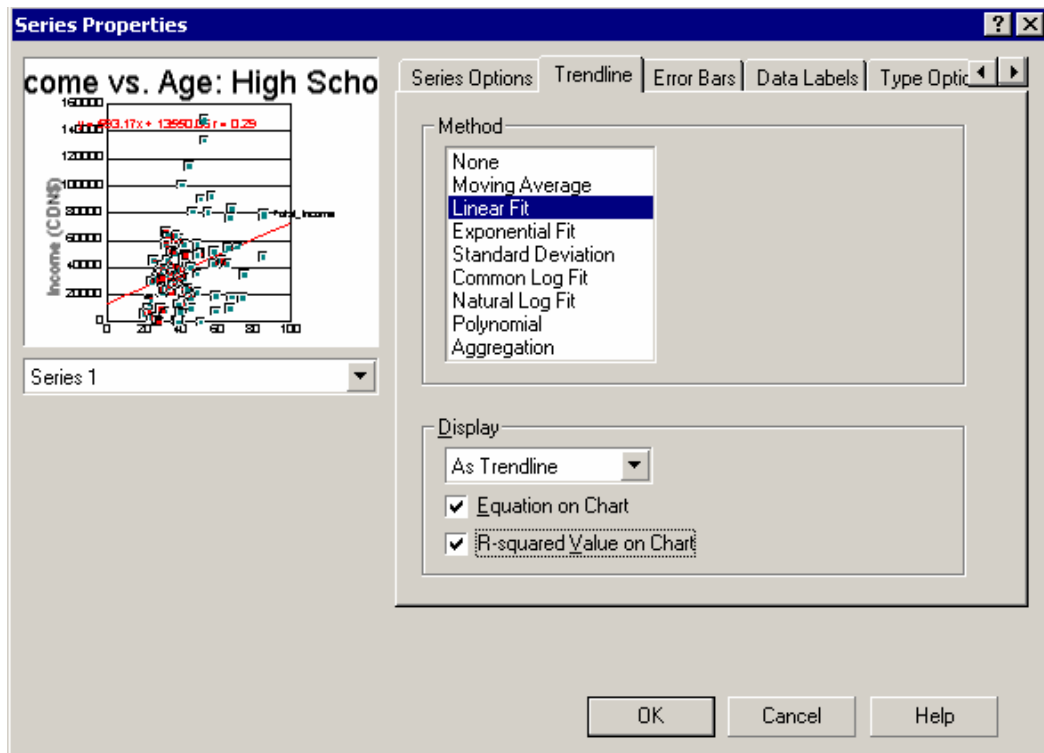 Series Properties
come vs. Age: High Scho
160000
140000
120000
100000
80000
60000
40000
20000
0
0 20 40 60 80 100
Income (CDN$)
Total_Income
r = 0.29
Series 1
Series Options Trendline Error Bars Data Labels Type Optic
Method
None
Moving Average
Linear Fit
Exponential Fit
Standard Deviation
Common Log Fit
Natural Log Fit
Polynomial
Aggregation
Display
As Trendline
Equation on Chart
R-squared Value on Chart
OK Cancel Help